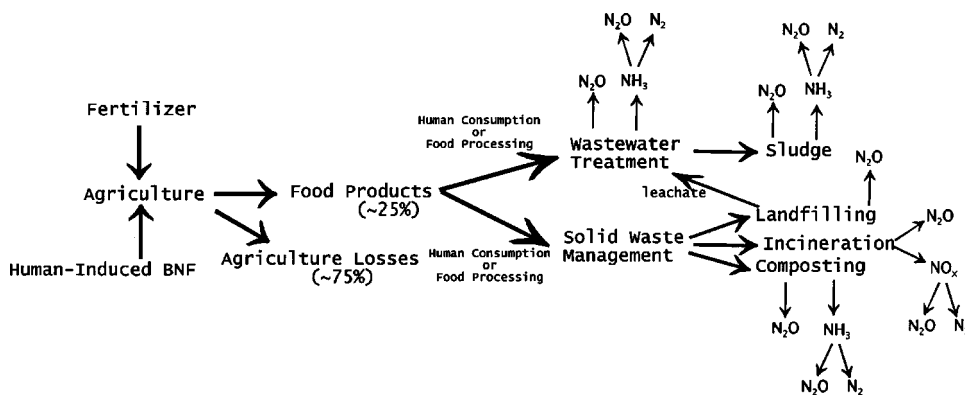 N₂O N₂
N₂O NH₃
N₂O N₂
N₂O NH₃
Fertilizer
Human Consumption
or
Food Processing
Wastewater
Treatment
Sludge
Agriculture
Food Products
(~25%)
leachate
N₂O
Landfilling
N₂O
Human-Induced BNF
Agriculture Losses
(~75%)
Human Consumption
or
Food Processing
Solid Waste
Management
Incineration
Composting
NOₓ
N₂O N
N₂O NH₃
N₂O N₂